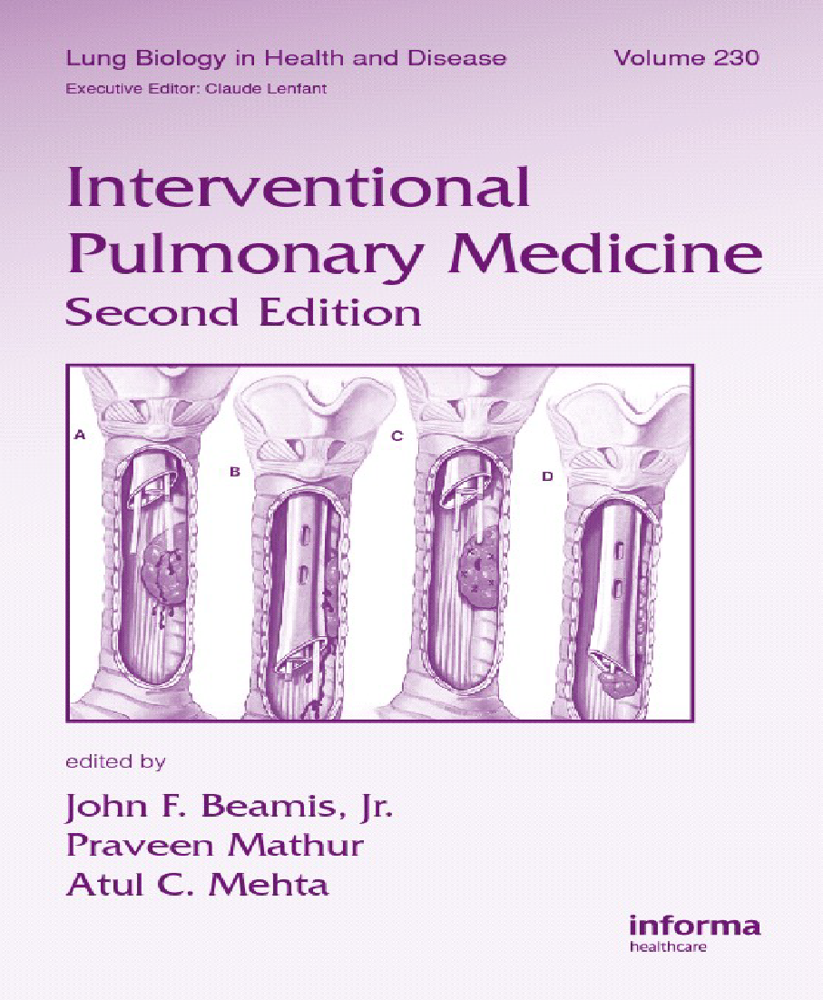 Lung Biology in Health and Disease Volume 230
Executive Editor: Claude Lenfant
Interventional
Pulmonary Medicine
Second Edition
A
B
C
D
edited by
John F. Beamis, Jr.
Praveen Mathur
Atul C. Mehta
informa
healthcare